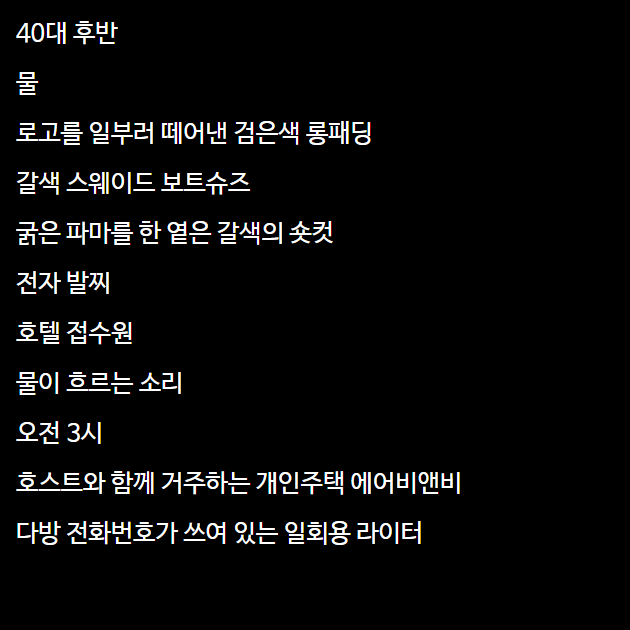 40대 후반
물
로고를 일부러 떼어낸 검은색 롱패딩
갈색 스웨이드 보트슈즈
굵은 파마를 한 옅은 갈색의 숏컷
전자 발찌
호텔 접수원
물이 흐르는 소리
오전 3시
호스트와 함께 거주하는 개인주택 에어비앤비
다방 전화번호가 쓰여 있는 일회용 라이터